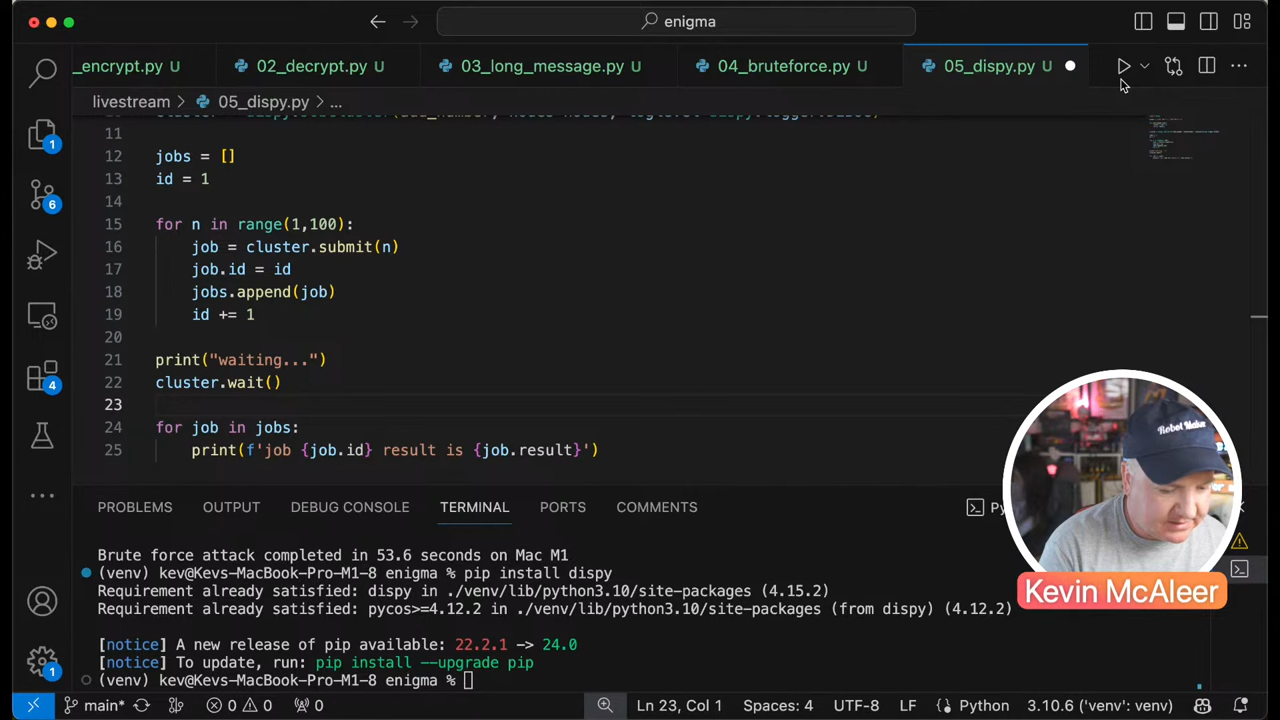 enigma
_encrypt.py U
02_decrypt.py U
03_long_message.py U
04_bruteforce.py U
05_dispy.py U
livestream > 05_dispy.py > ...
11
12 jobs = []
13 id = 1
14
15 for n in range(1,100):
16 job = cluster.submit(n)
17 job.id = id
18 jobs.append(job)
19 id += 1
20
21 print("waiting...")
22 cluster.wait()
23
24 for job in jobs:
25 print(f'job {job.id} result is {job.result}')
1
6
4
1
PROBLEMS OUTPUT DEBUG CONSOLE TERMINAL PORTS COMMENTS
Brute force attack completed in 53.6 seconds on Mac M1
(venv) kev@Kevs-MacBook-Pro-M1-8 enigma % pip install dispy
Requirement already satisfied: dispy in ./venv/lib/python3.10/site-packages (4.15.2)
Requirement already satisfied: pycos>=4.12.2 in ./venv/lib/python3.10/site-packages (from dispy) (4.12.2)
[notice] A new release of pip available: 22.2.1 -> 24.0
[notice] To update, run: pip install --upgrade pip
(venv) kev@Kevs-MacBook-Pro-M1-8 enigma %
Robot Maker
Kevin McAleer
main* 0 0 0 Ln 23, Col 1 Spaces: 4 UTF-8 LF Python 3.10.6 ('venv': venv)